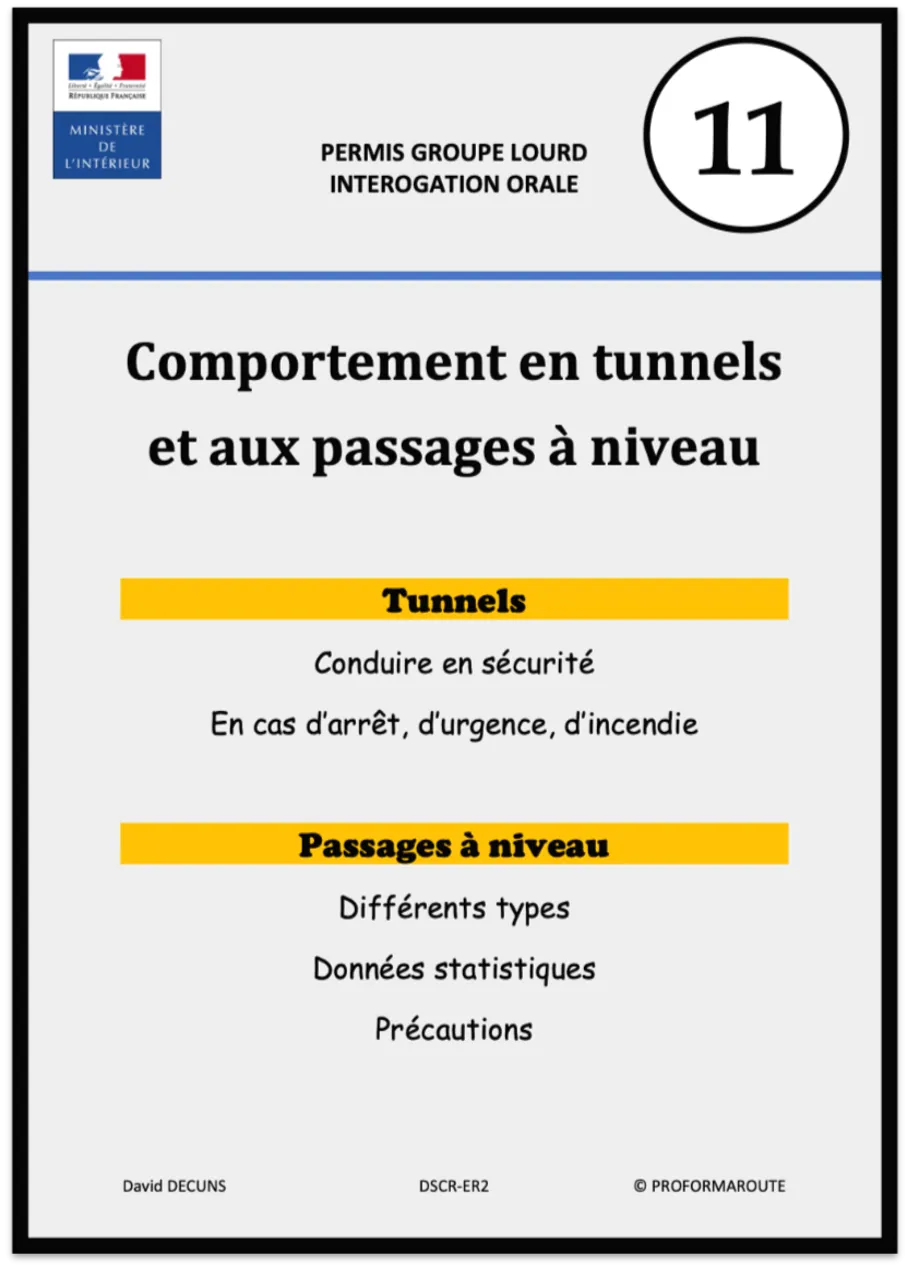 Liberté • Égalité • Fraternité
RÉPUBLIQUE FRANÇAISE
MINISTÈRE
DE
L'INTÉRIEUR
PERMIS GROUPE LOURD
INTEROGATION ORALE
11
Comportement en tunnels
et aux passages à niveau
Tunnels
Conduire en sécurité
En cas d'arrêt, d'urgence, d'incendie
Passages à niveau
Différents types
Données statistiques
Précautions
David DECUNS
DSCR-ER2
© PROFORMAROUTE